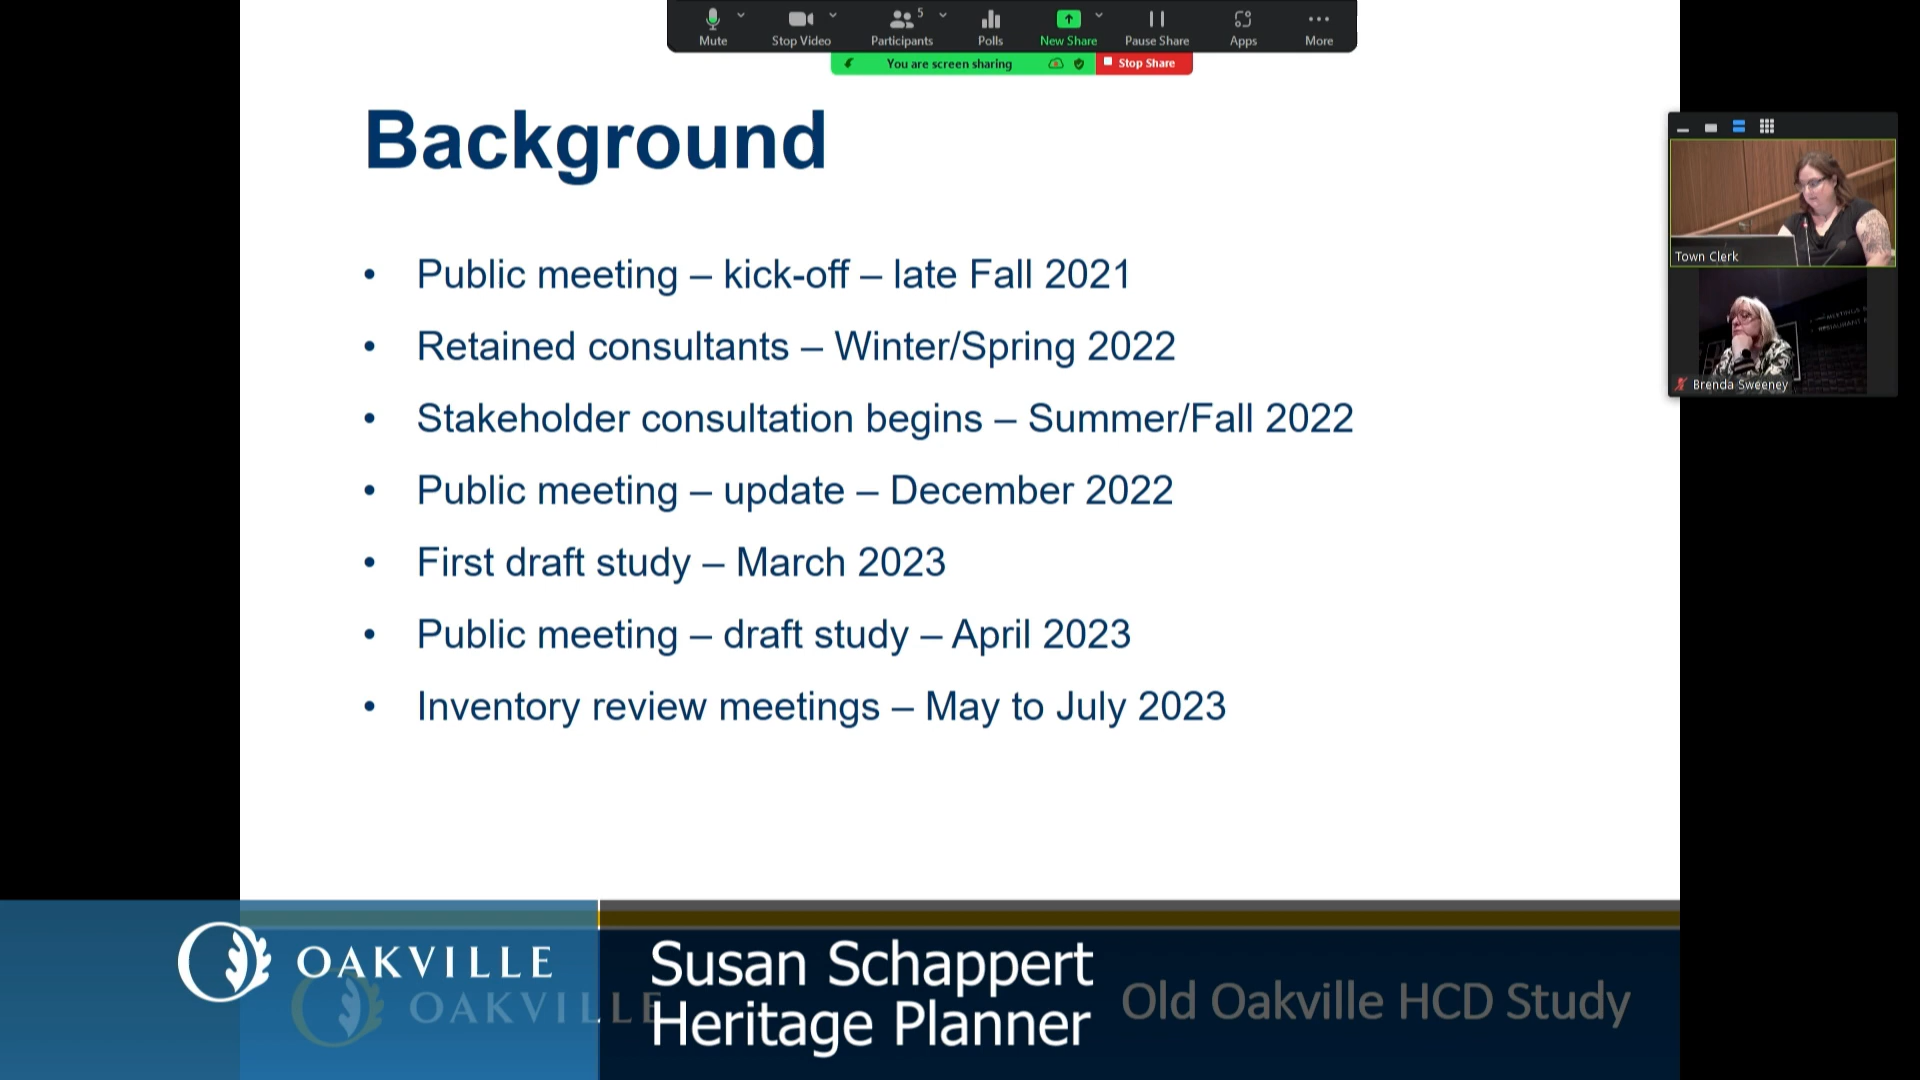 5
Mute
Stop Video
Participants
Polls
New Share
Pause Share
Apps
More
You are screen sharing
Stop Share
Background
Town Clerk
Brenda Sweeney
• Public meeting – kick-off – late Fall 2021
• Retained consultants – Winter/Spring 2022
• Stakeholder consultation begins – Summer/Fall 2022
• Public meeting – update – December 2022
• First draft study – March 2023
• Public meeting – draft study – April 2023
• Inventory review meetings – May to July 2023
OAKVILLE
OAKVILLE
Susan Schappert
Heritage Planner
Old Oakville HCD Study